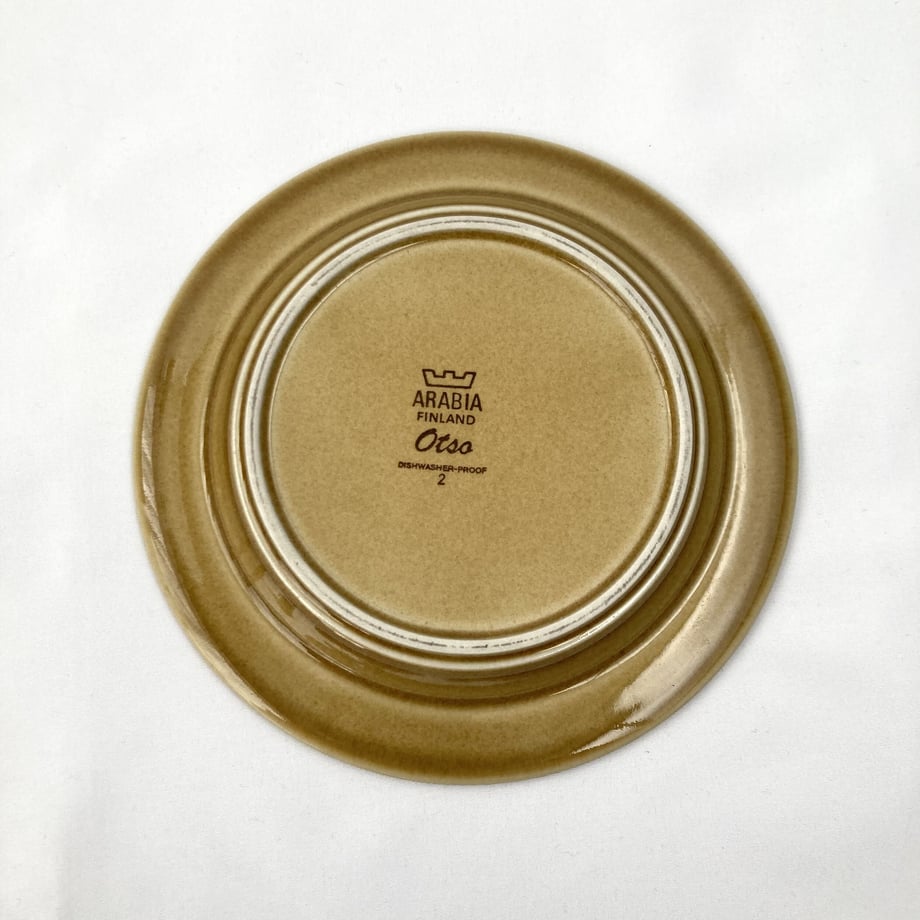 ARABIA
FINLAND
Otso
DISHWASHER-PROOF
2